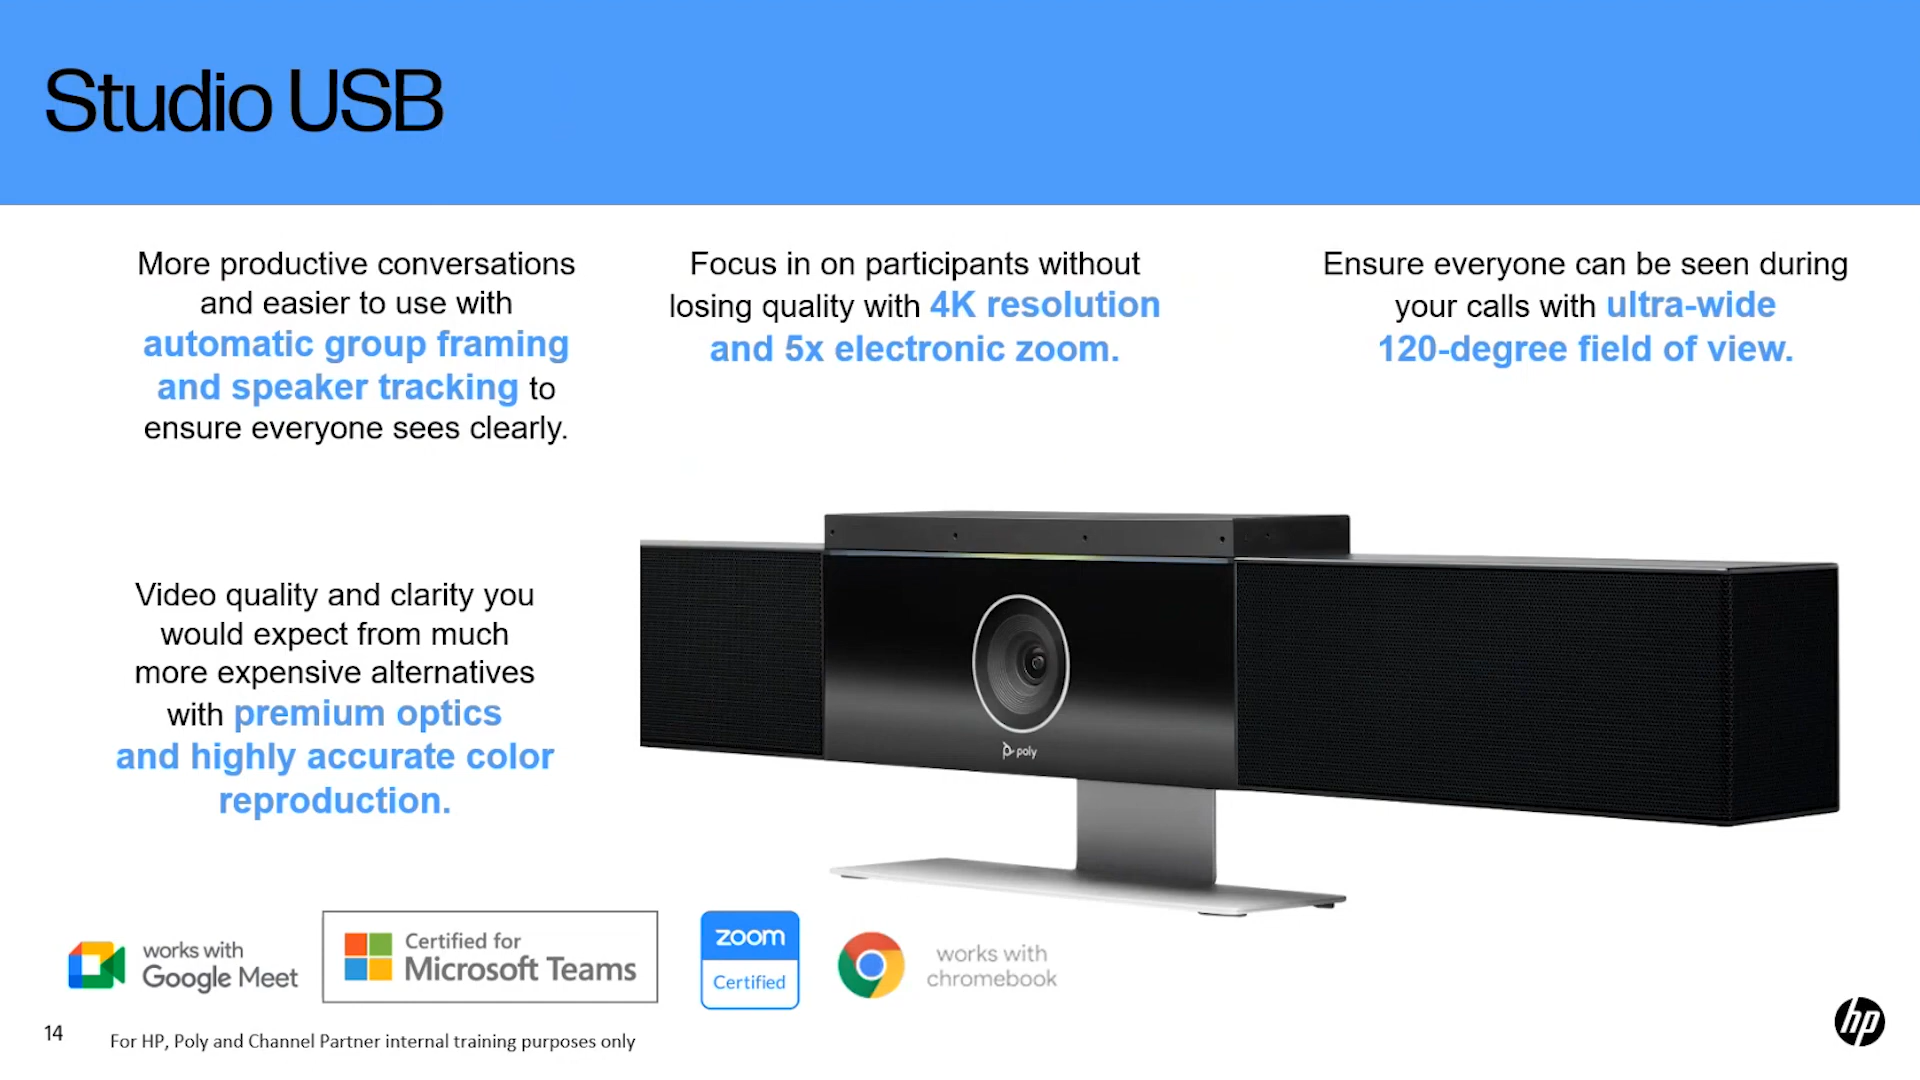 Studio USB
More productive conversations
and easier to use with
automatic group framing
and speaker tracking to
ensure everyone sees clearly.
Focus in on participants without
losing quality with 4K resolution
and 5x electronic zoom.
Ensure everyone can be seen during
your calls with ultra-wide
120-degree field of view.
Video quality and clarity you
would expect from much
more expensive alternatives
with premium optics
and highly accurate color
reproduction.
poly
works with
Google Meet
Certified for
Microsoft Teams
zoom
Certified
works with
chromebook
14
For HP, Poly and Channel Partner internal training purposes only
hp